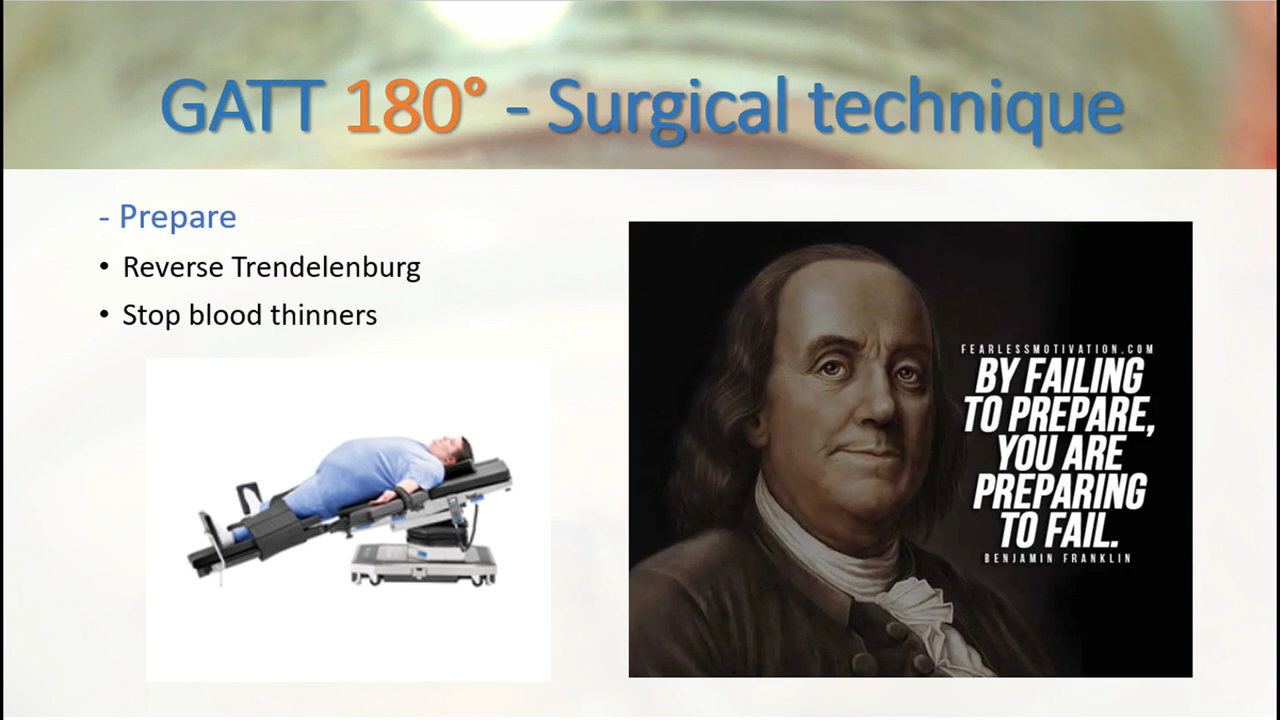 GATT 180° - Surgical technique
- Prepare
• Reverse Trendelenburg
• Stop blood thinners
FEARLESSMOTIVATION.COM
BY FAILING
TO PREPARE,
YOU ARE
PREPARING
TO FAIL.
BENJAMIN FRANKLIN